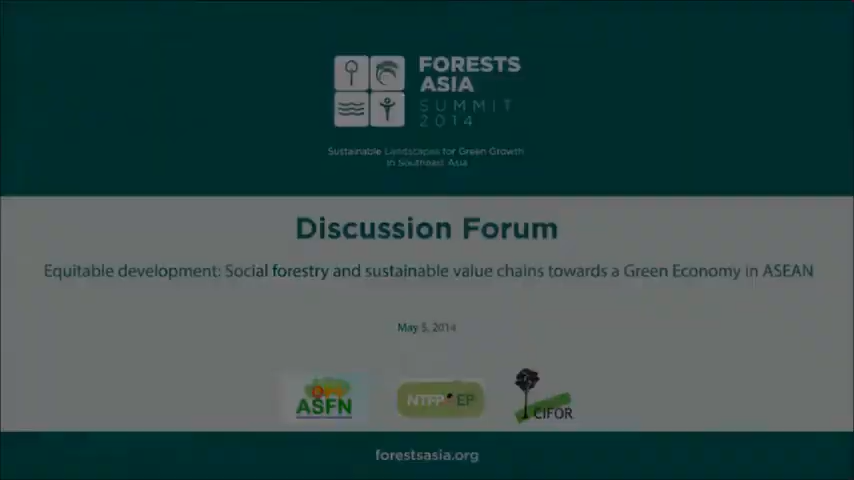 FORESTS
ASIA
SUMMIT
2014
Sustainable Landscapes for Green Growth
in Southeast Asia
Discussion Forum
Equitable development: Social forestry and sustainable value chains towards a Green Economy in ASEAN
May 5, 2014
ASFN
NTFP EP
CIFOR
forestsasia.org